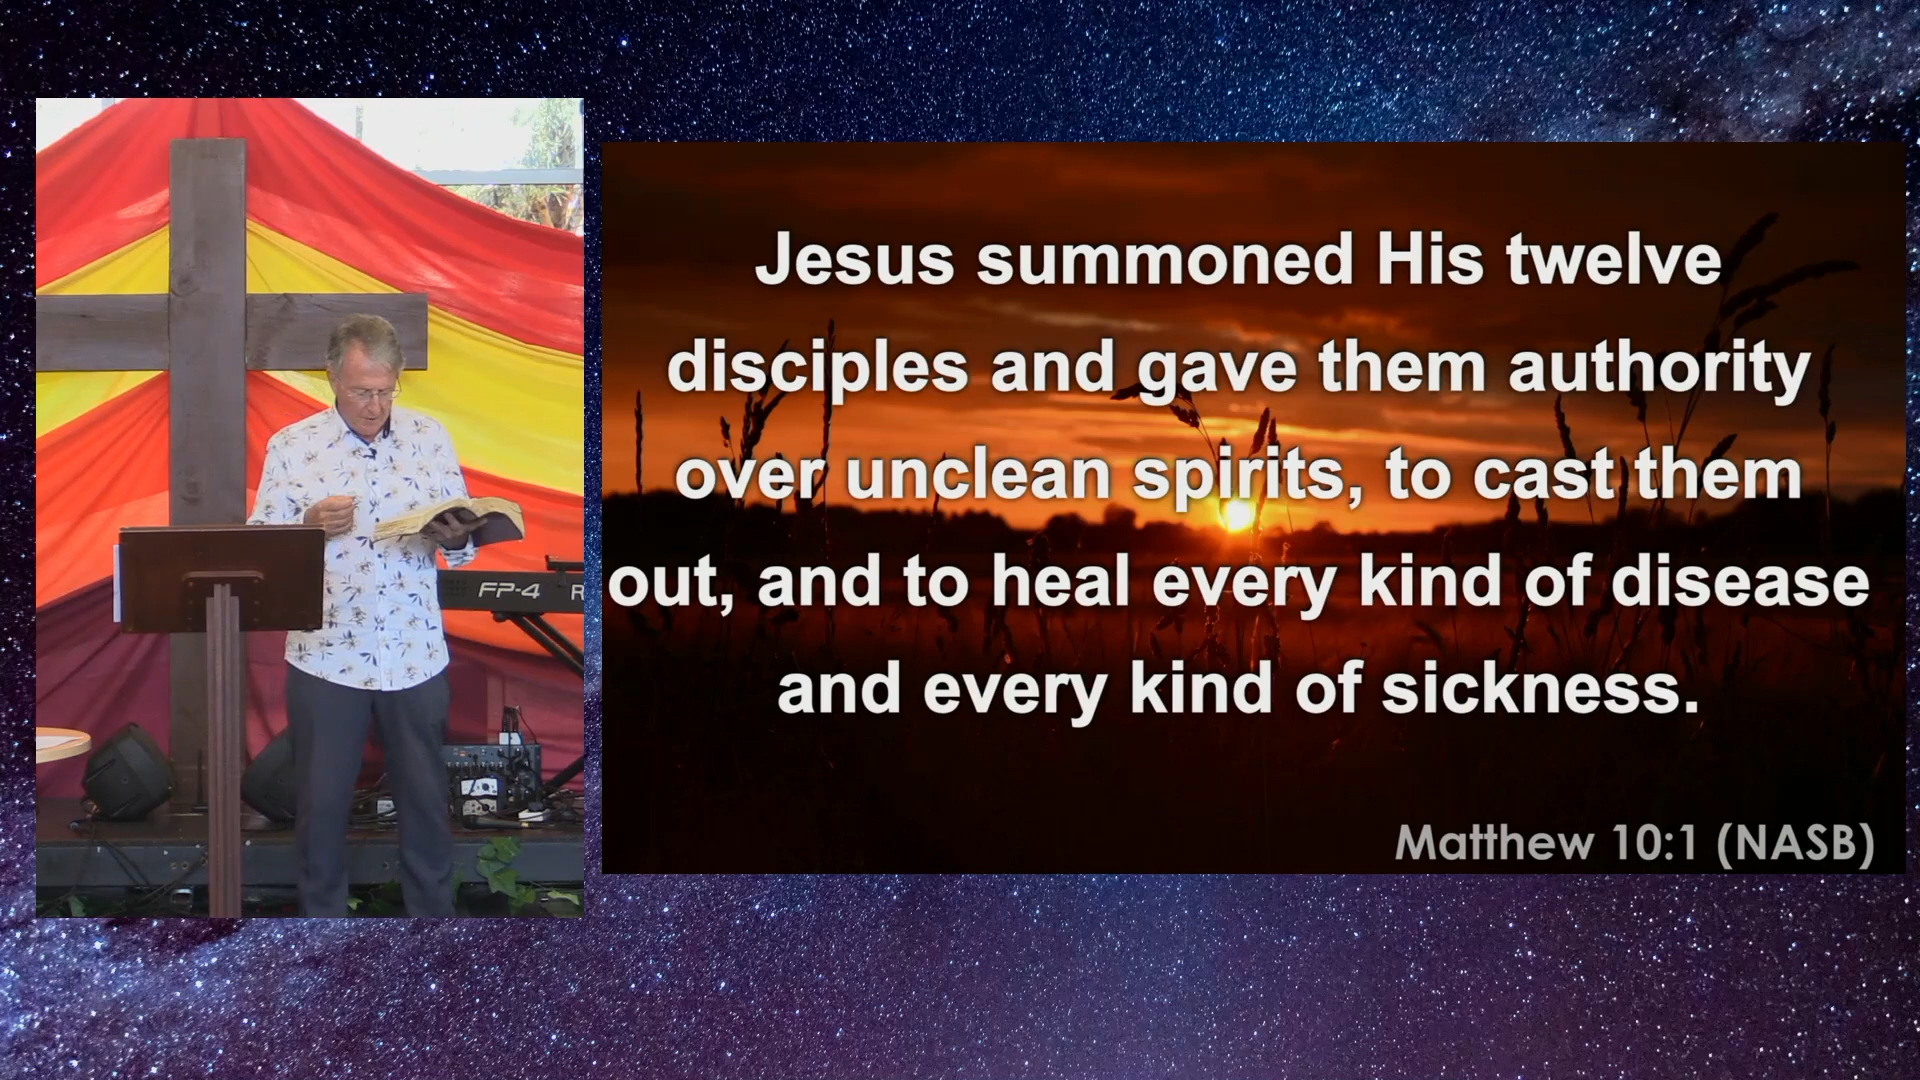 FP-4 R
Jesus summoned His twelve
disciples and gave them authority
over unclean spirits, to cast them
out, and to heal every kind of disease
and every kind of sickness.
Matthew 10:1 (NASB)